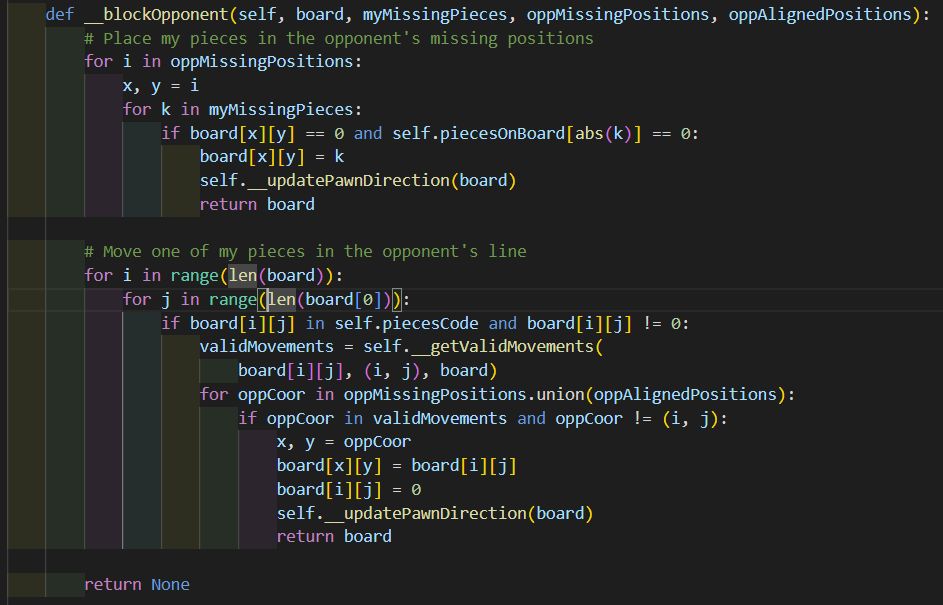 def __blockOpponent(self, board, myMissingPieces, oppMissingPositions, oppAlignedPositions):
    # Place my pieces in the opponent's missing positions
    for i in oppMissingPositions:
        x, y = i
        for k in myMissingPieces:
            if board[x][y] == 0 and self.piecesOnBoard[abs(k)] == 0:
                board[x][y] = k
                self.__updatePawnDirection(board)
                return board

    # Move one of my pieces in the opponent's line
    for i in range(len(board)):
        for j in range(len(board[0])):
            if board[i][j] in self.piecesCode and board[i][j] != 0:
                validMovements = self.__getValidMovements(
                    board[i][j], (i, j), board)
                for oppCoor in oppMissingPositions.union(oppAlignedPositions):
                    if oppCoor in validMovements and oppCoor != (i, j):
                        x, y = oppCoor
                        board[x][y] = board[i][j]
                        board[i][j] = 0
                        self.__updatePawnDirection(board)
                        return board

    return None